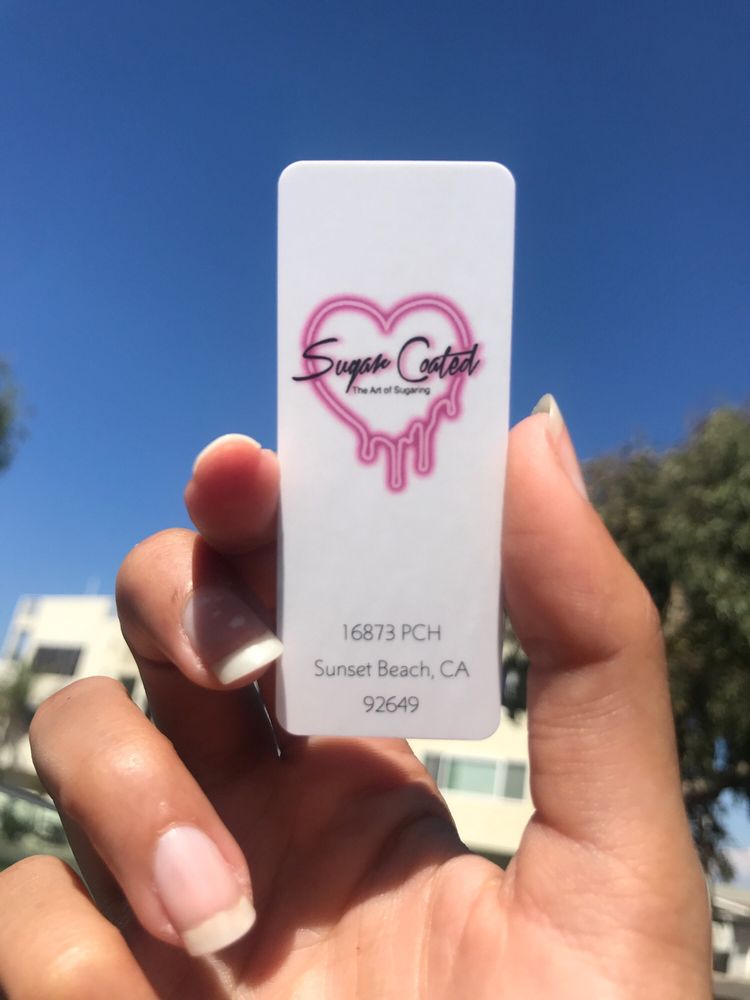 Sugar Coated
The Art of Sugaring
16873 PCH
Sunset Beach, CA
92649